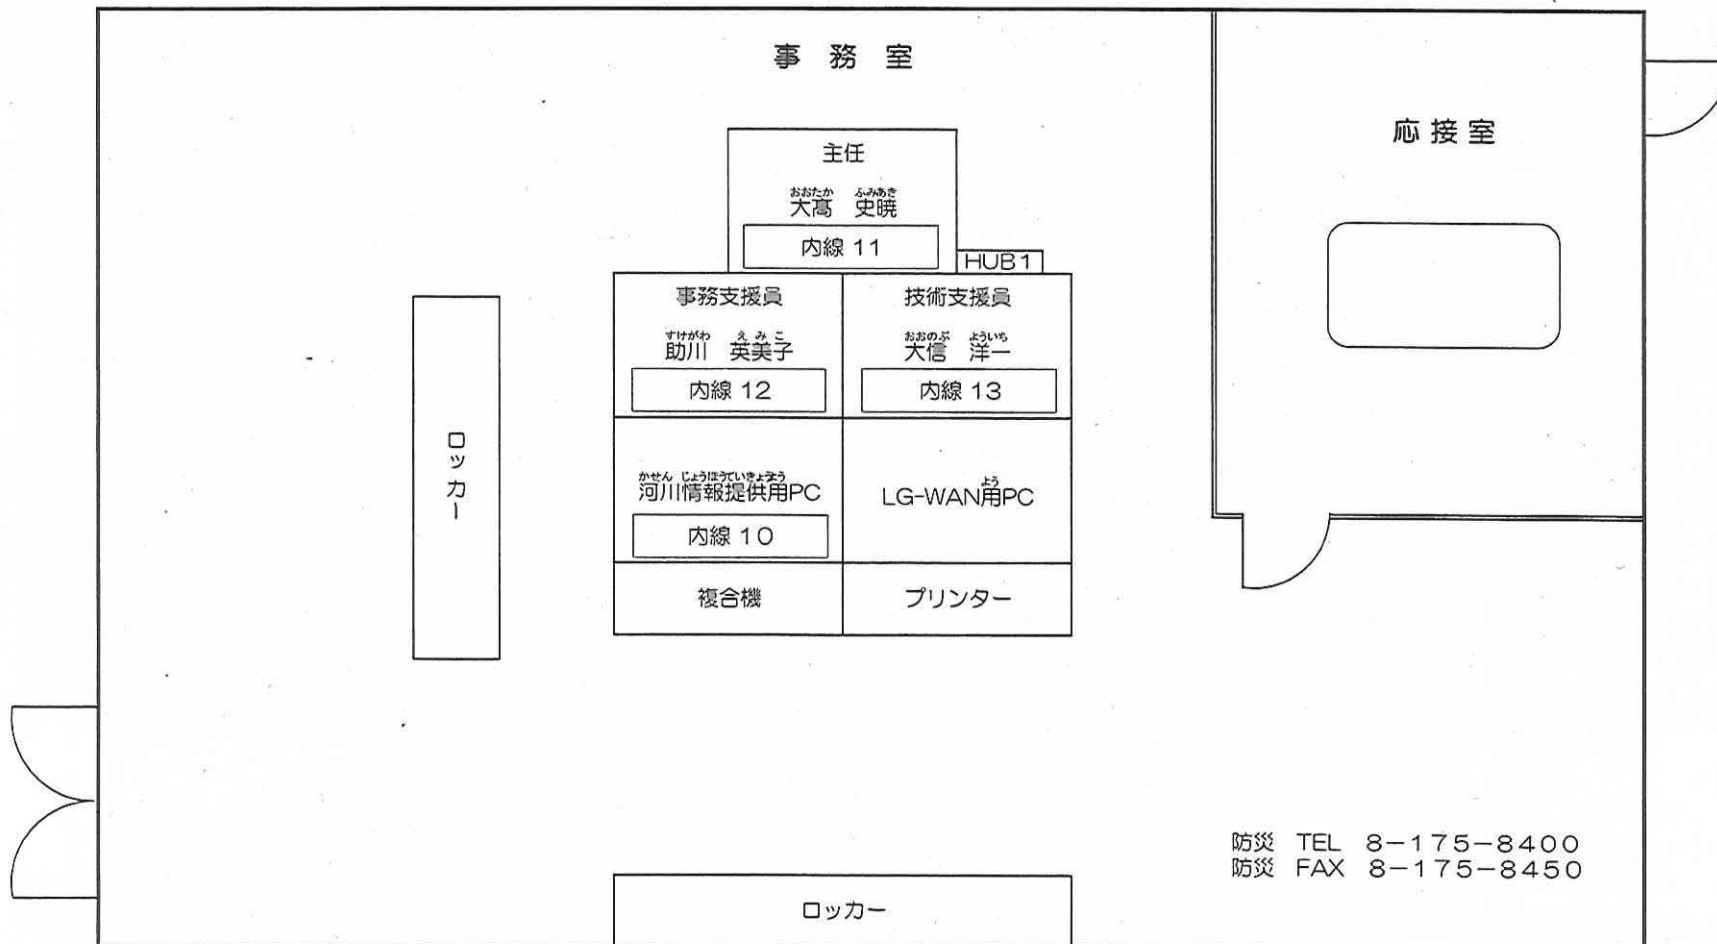 事務室
応接室
主任
おおたか ふみあき
大髙 史暁
内線 11
HUB1
事務支援員
すけがわ えみこ
助川 英美子
内線 12
技術支援員
おおのぶ よういち
大信 洋一
内線 13
ロッカー
かせん じょうほうていきょうよう
河川情報提供用PC
内線 10
よう
LG-WAN用PC
複合機
プリンター
防災 TEL 8-175-8400
防災 FAX 8-175-8450
ロッカー